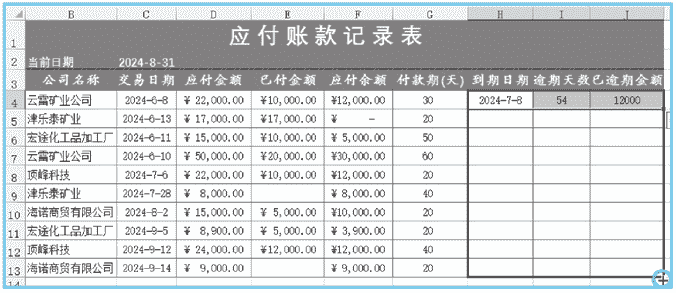 B C D E F G H I J
1 应付账款记录表
2 当前日期 2024-8-31
3 公司名称 交易日期 应付金额 已付金额 应付余额 付款期(天) 到期日期 逾期天数 已逾期金额
4 云雷矿业公司 2024-6-8 ¥ 22,000.00 ¥10,000.00 ¥12,000.00 30 2024-7-8 54 12000
5 津乐泰矿业 2024-6-13 ¥ 17,000.00 ¥17,000.00 ¥ - 20
6 宏途化工品加工厂 2024-6-11 ¥ 15,000.00 ¥10,000.00 ¥ 5,000.00 50
7 云雷矿业公司 2024-6-10 ¥ 50,000.00 ¥20,000.00 ¥30,000.00 60
8 顶峰科技 2024-7-6 ¥ 22,000.00 ¥10,000.00 ¥12,000.00 20
9 津乐泰矿业 2024-7-28 ¥ 8,000.00 ¥ 8,000.00 40
10 海诺商贸有限公司 2024-8-2 ¥ 15,000.00 ¥ 5,000.00 ¥10,000.00 20
11 宏途化工品加工厂 2024-9-5 ¥ 8,900.00 ¥ 5,000.00 ¥ 3,900.00 20
12 顶峰科技 2024-9-12 ¥ 24,000.00 ¥12,000.00 ¥12,000.00 40
13 海诺商贸有限公司 2024-9-14 ¥ 9,000.00 ¥ 9,000.00 20